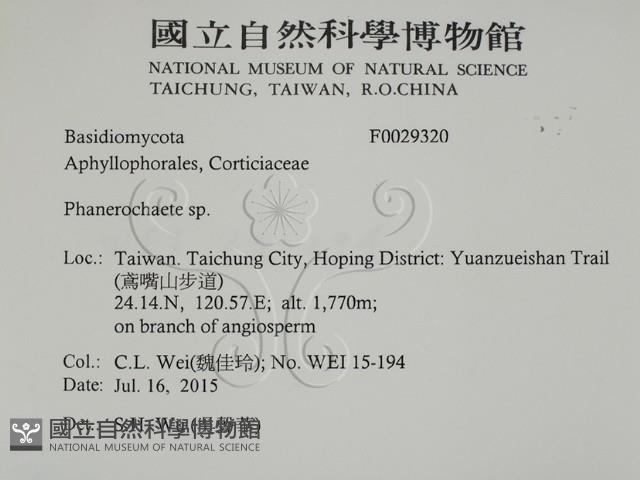 國立自然科學博物館
NATIONAL MUSEUM OF NATURAL SCIENCE
TAICHUNG, TAIWAN, R.O.CHINA
Basidiomycota F0029320
Aphyllophorales, Corticiaceae
Phanerochaete sp.
Loc.: Taiwan. Taichung City, Hoping District: Yuanzueishan Trail
(鳶嘴山步道)
24.14.N, 120.57.E; alt. 1,770m;
on branch of angiosperm
Col.: C.L. Wei(魏佳玲); No. WEI 15-194
Date: Jul. 16, 2015
Det.: S.H. Wu
國立自然科學博物館
NATIONAL MUSEUM OF NATURAL SCIENCE